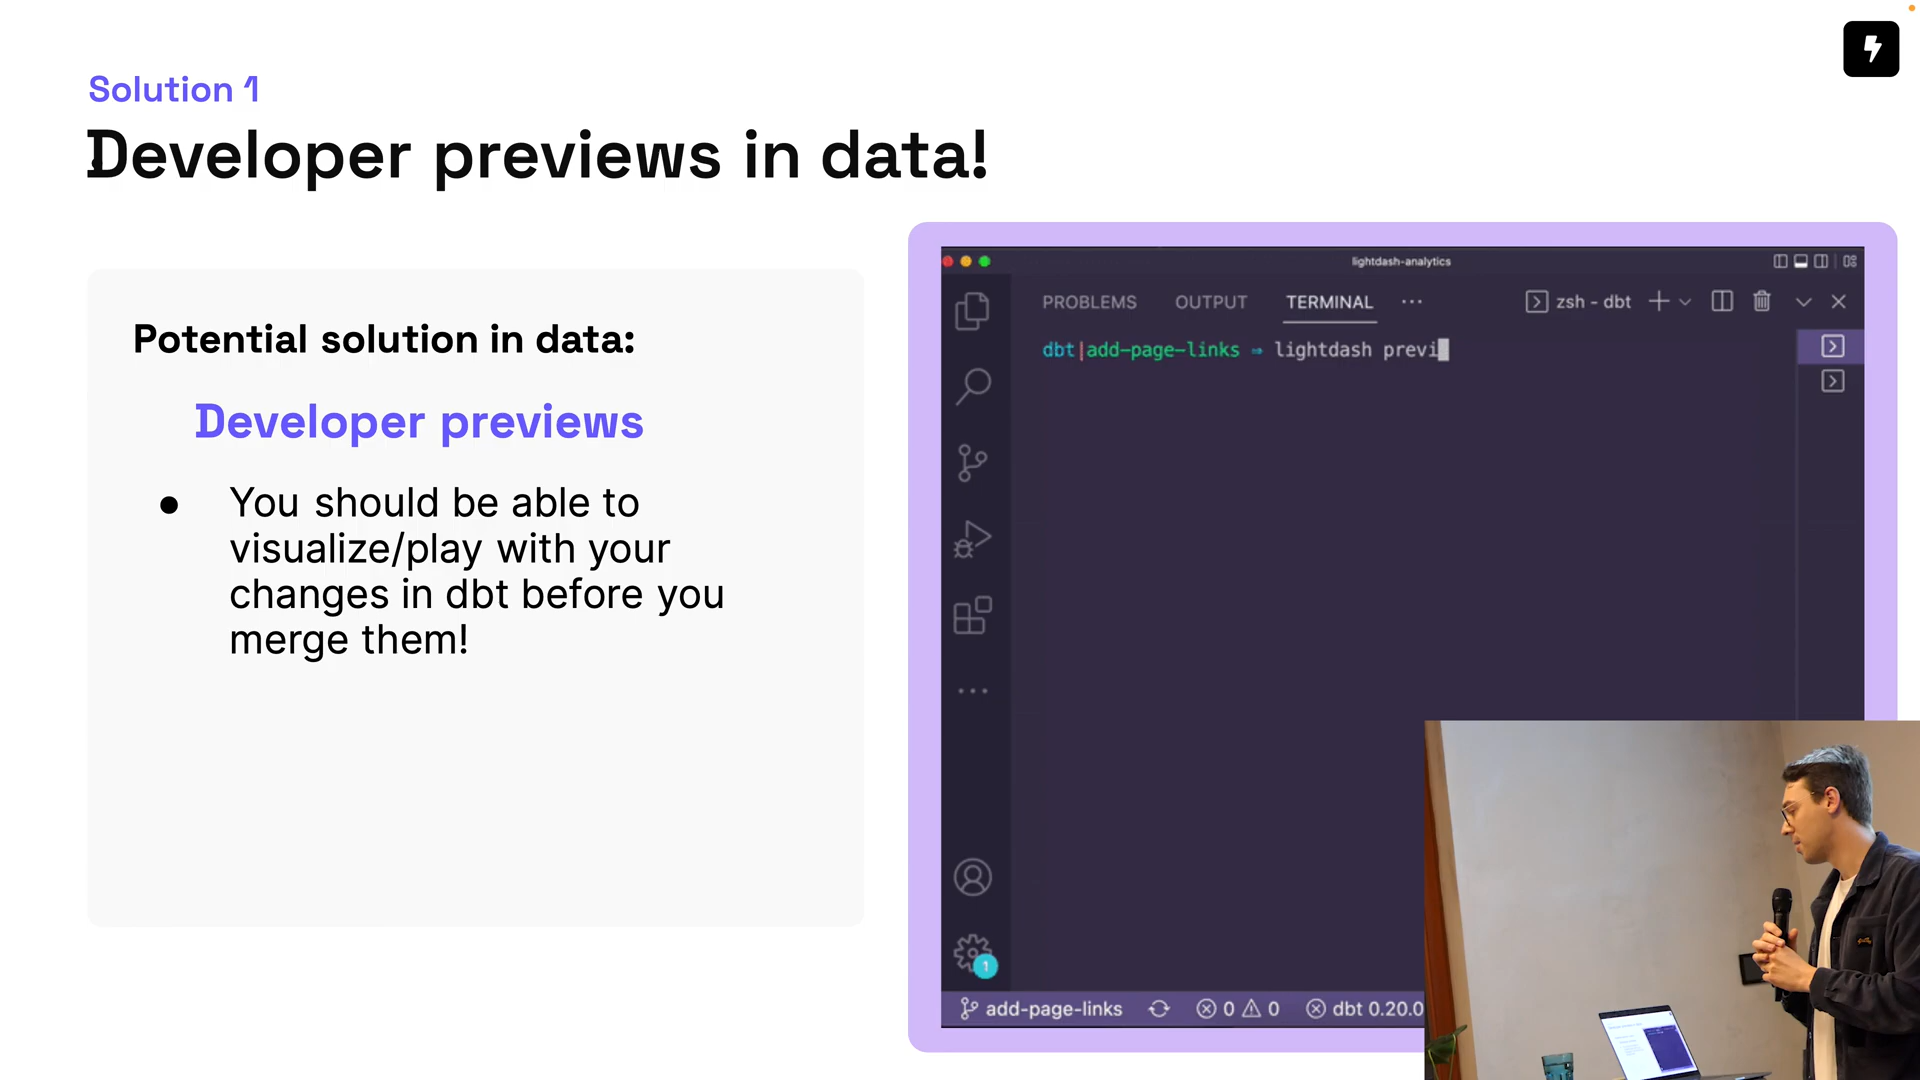 Solution 1
Developer previews in data!
Potential solution in data:
Developer previews
● You should be able to
visualize/play with your
changes in dbt before you
merge them!
lightdash-analytics
PROBLEMS OUTPUT TERMINAL ··· zsh - dbt
dbt|add-page-links ⇒ lightdash previ
1
add-page-links 0 0 dbt 0.20.0